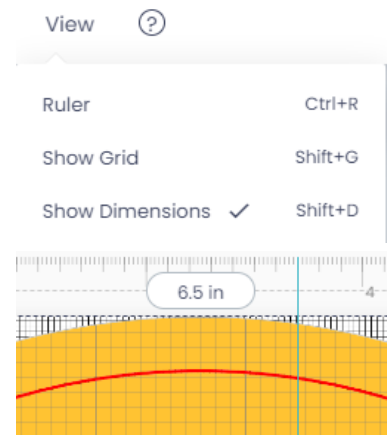 View ?
Ruler Ctrl+R
Show Grid Shift+G
Show Dimensions ✓ Shift+D
6.5 in
4